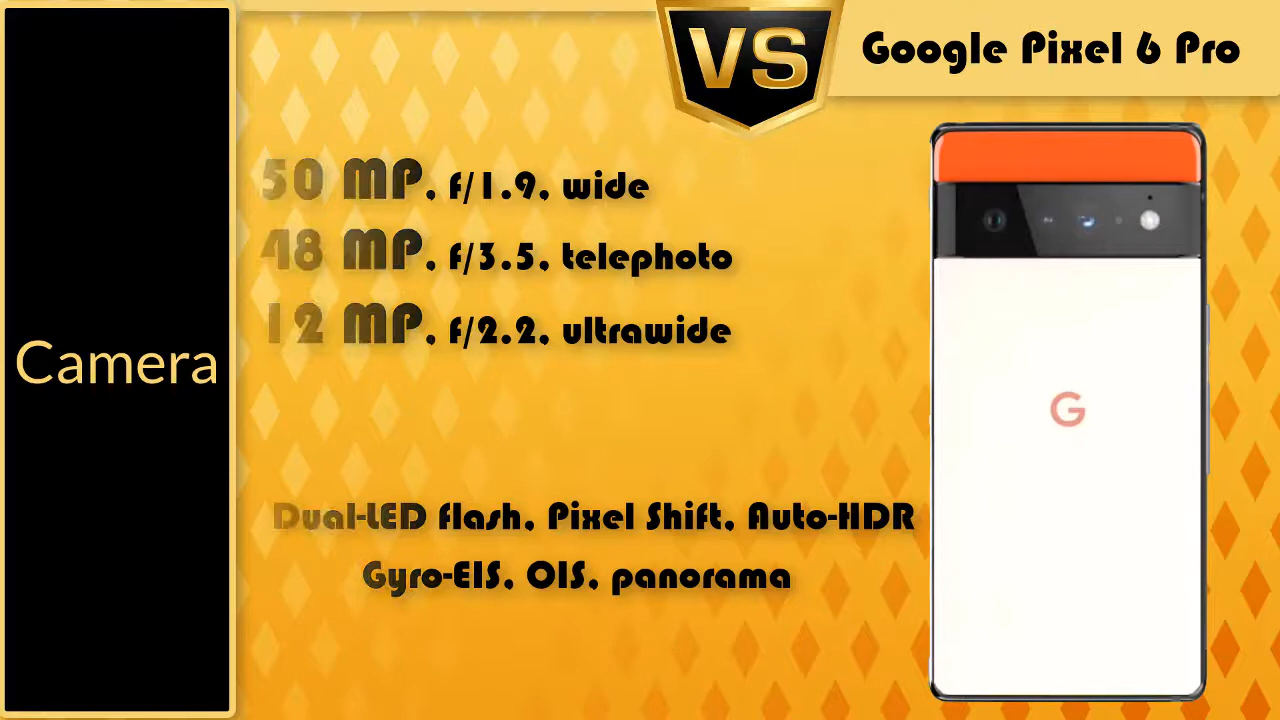 VS
Google Pixel 6 Pro
50 MP, f/1.9, wide
48 MP, f/3.5, telephoto
12 MP, f/2.2, ultrawide
Camera
G
Dual-LED flash, Pixel Shift, Auto-HDR
Gyro-EIS, OIS, panorama